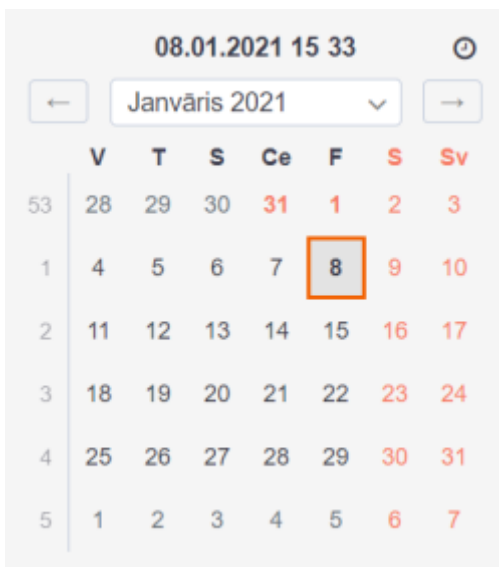 08.01.2021 15 33
← Janvāris 2021 →
V T S Ce F S Sv
53 28 29 30 31 1 2 3
1 4 5 6 7 8 9 10
2 11 12 13 14 15 16 17
3 18 19 20 21 22 23 24
4 25 26 27 28 29 30 31
5 1 2 3 4 5 6 7